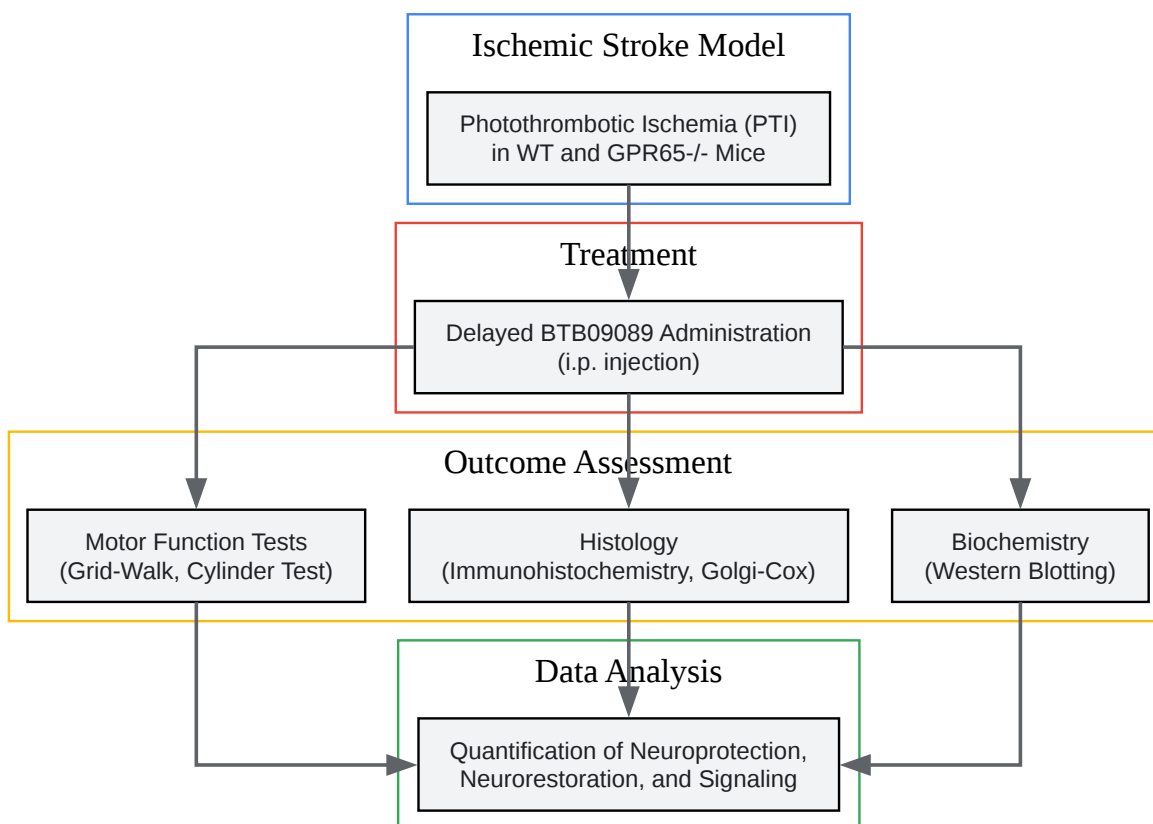 Ischemic Stroke Model
Photothrombotic Ischemia (PTI)
in WT and GPR65-/- Mice
Treatment
Delayed BTB09089 Administration
(i.p. injection)
Outcome Assessment
Motor Function Tests
(Grid-Walk, Cylinder Test)
Histology
(Immunohistochemistry, Golgi-Cox)
Biochemistry
(Western Blotting)
Data Analysis
Quantification of Neuroprotection,
Neurorestoration, and Signaling